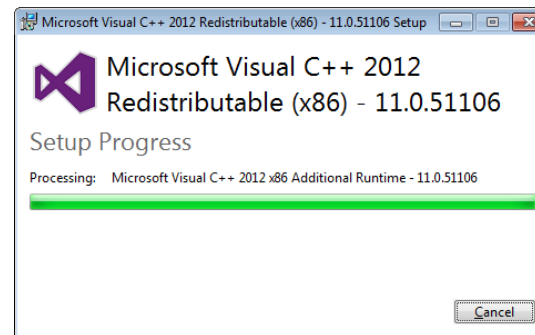 Microsoft Visual C++ 2012 Redistributable (x86) - 11.0.51106 Setup
Microsoft Visual C++ 2012
Redistributable (x86) - 11.0.51106
Setup Progress
Processing: Microsoft Visual C++ 2012 x86 Additional Runtime - 11.0.51106
Cancel